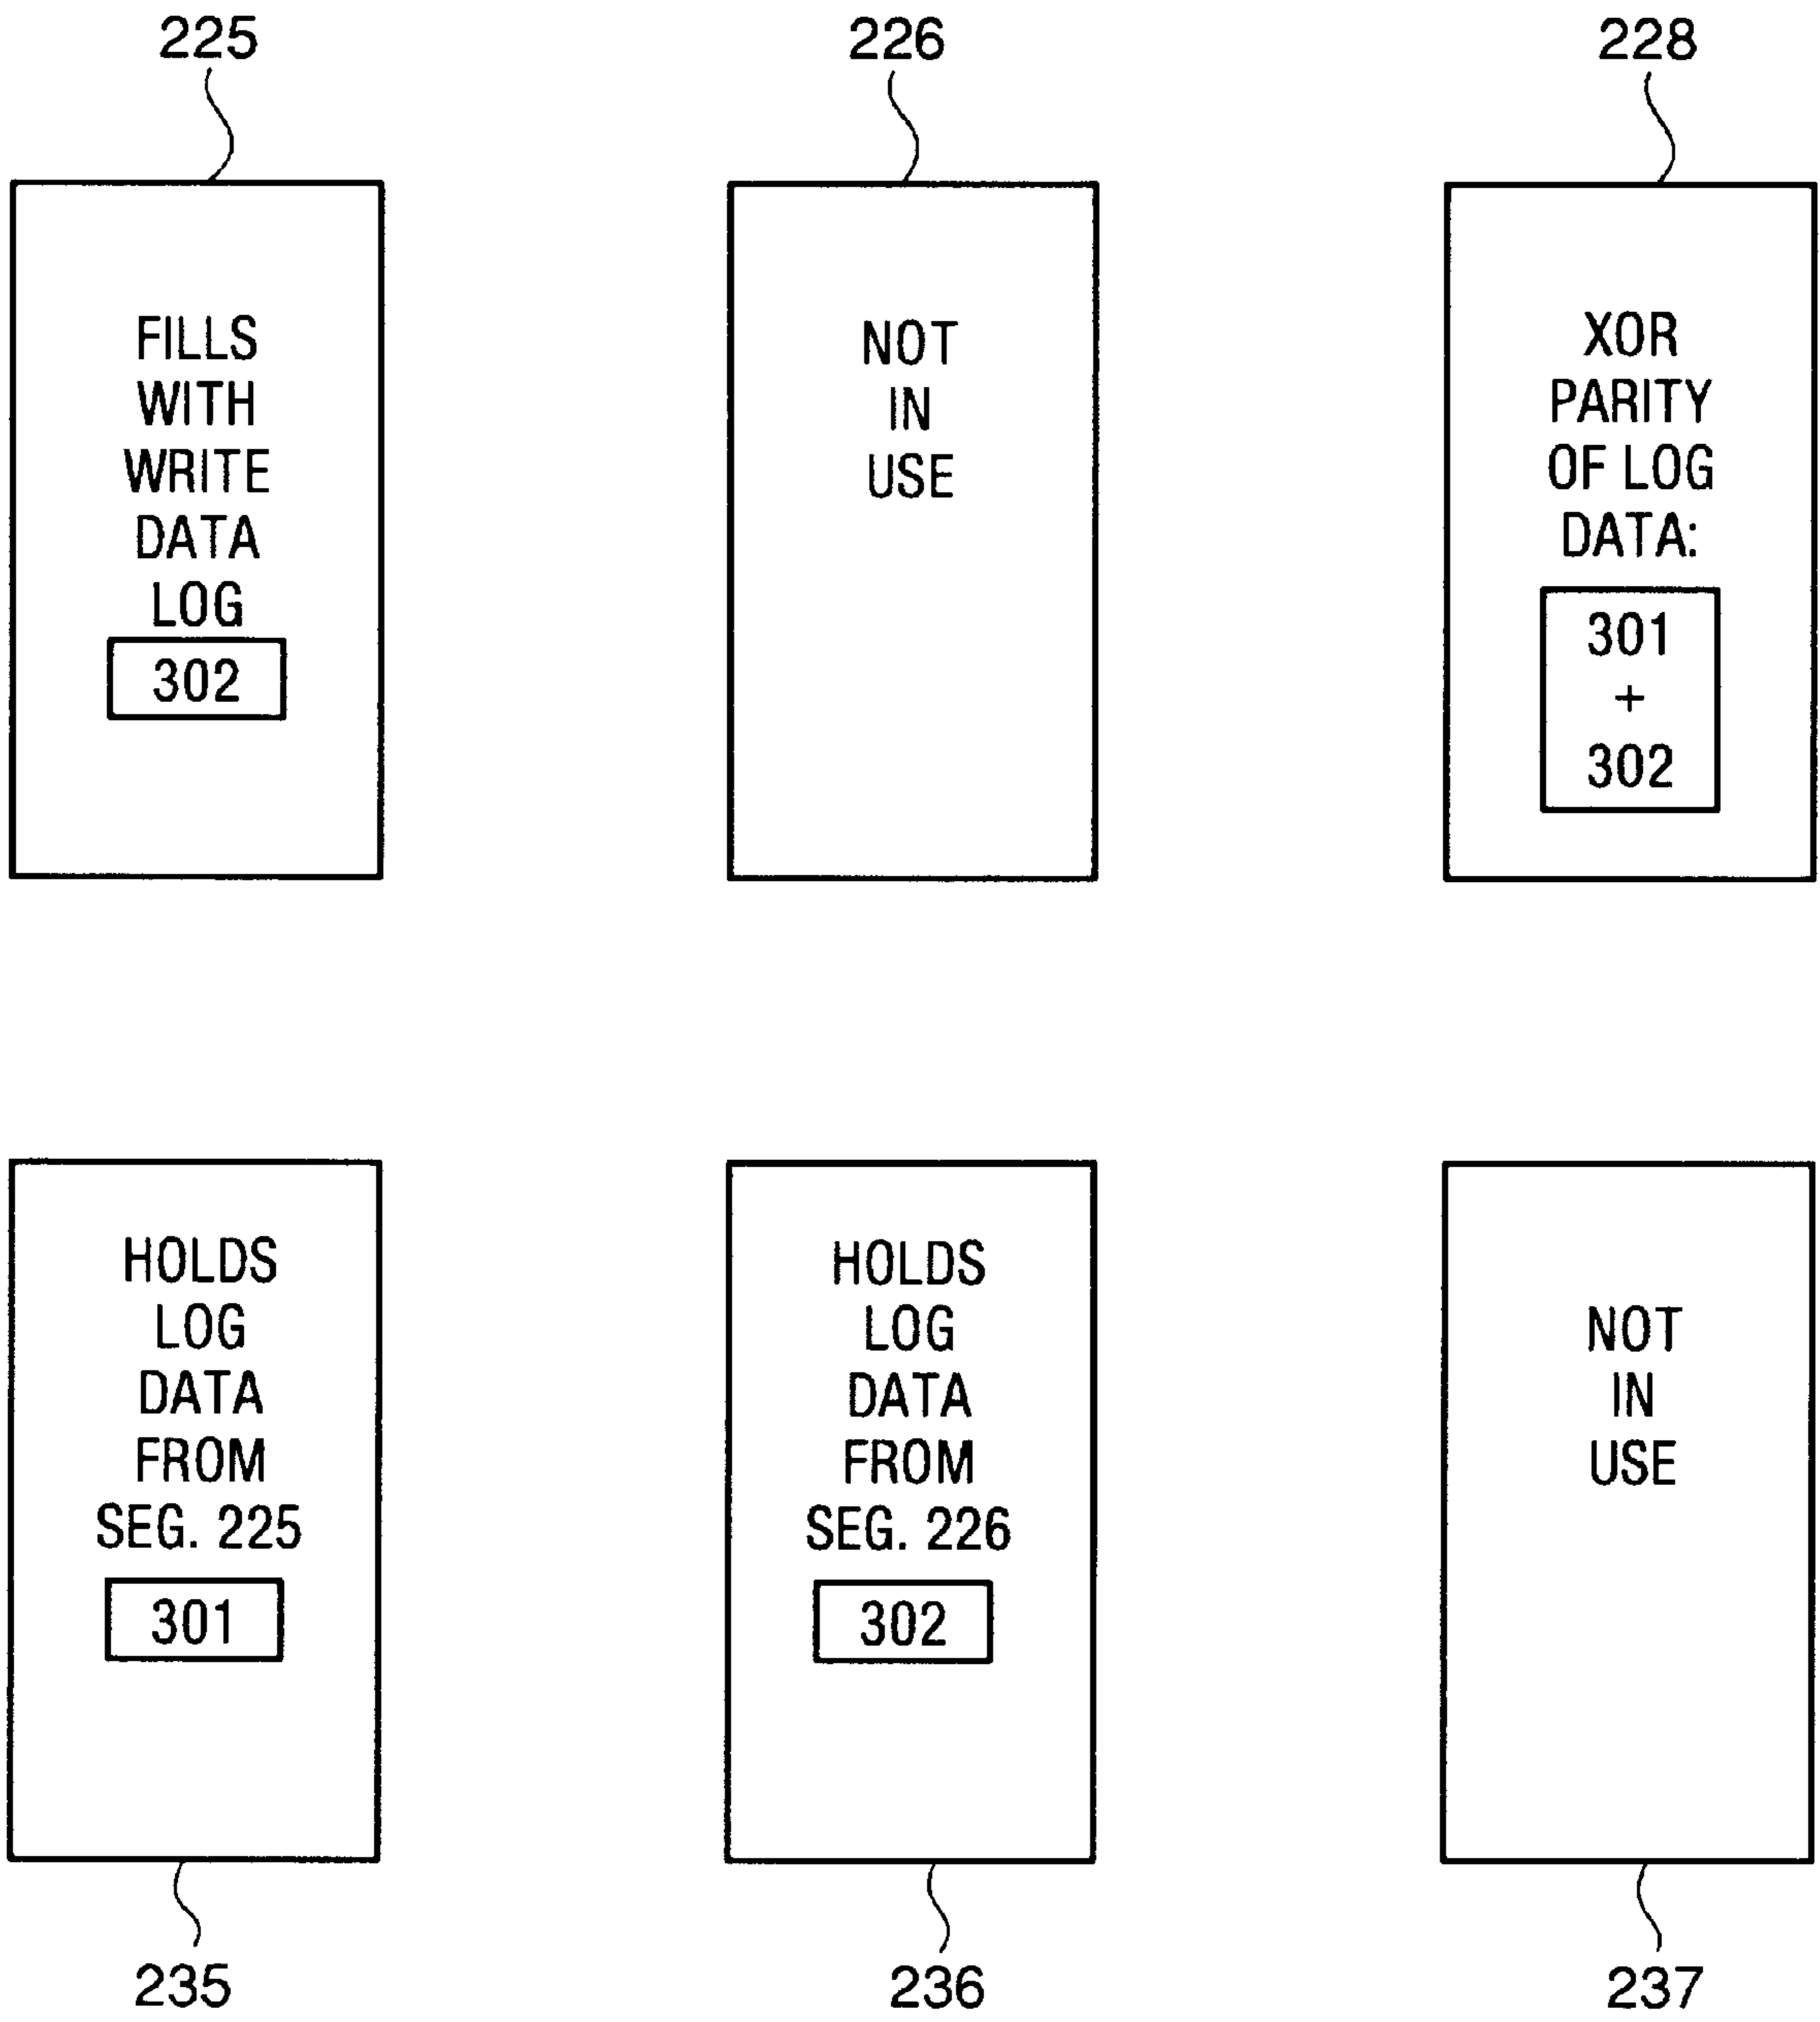 225
226
228
FILLS
WITH
WRITE
DATA
LOG
302
NOT
IN
USE
XOR
PARITY
OF LOG
DATA:
301
+
302
HOLDS
LOG
DATA
FROM
SEG. 225
301
HOLDS
LOG
DATA
FROM
SEG. 226
302
NOT
IN
USE
235
236
237